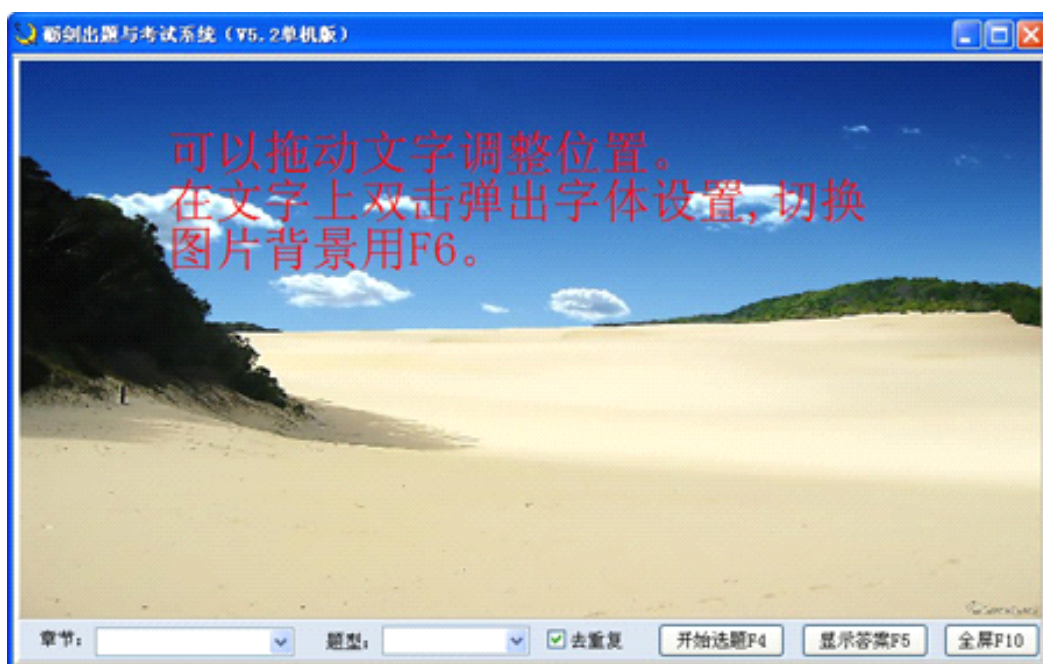 砺剑出题与考试系统（V5.2单机版）
可以拖动文字调整位置。
在文字上双击弹出字体设置,切换
图片背景用F6。
章节:
题型:
去重复
开始选题F4
显示答案F5
全屏F10